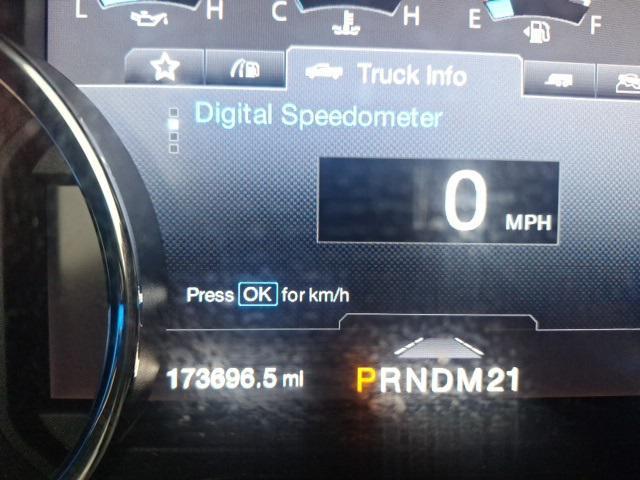 L H C H E F
Truck Info
Digital Speedometer
0 MPH
Press OK for km/h
173696.5 mi PRNDM21